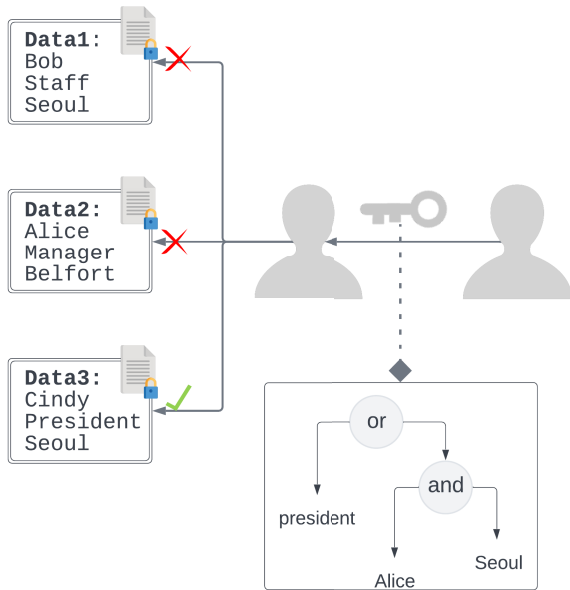 Data1:
Bob
Staff
Seoul
Data2:
Alice
Manager
Belfort
Data3:
Cindy
President
Seoul
or
and
president
Seoul
Alice